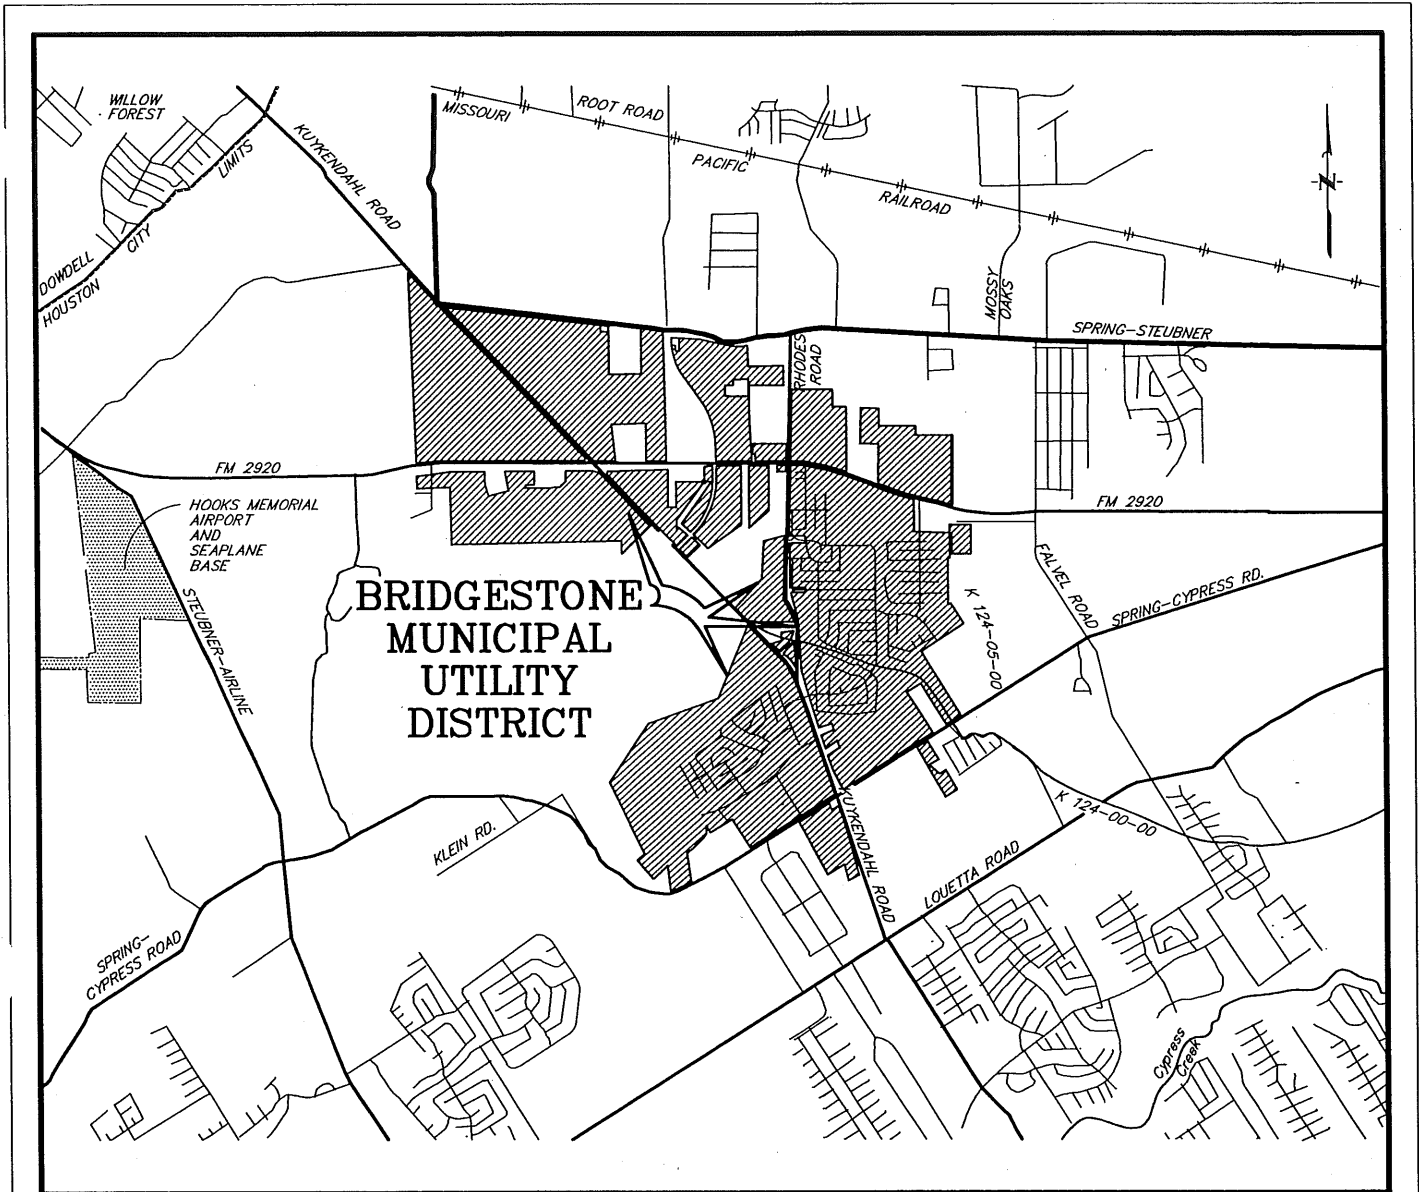 WILLOW
FOREST
MISSOURI
ROOT ROAD
PACIFIC
RAILROAD
KUYKENDAHL ROAD
LIMITS
CITY
DOWDELL
HOUSTON
N
MOSSY
OAKS
SPRING-STEUBNER
RHODES
ROAD
FM 2920
FM 2920
HOOKS MEMORIAL
AIRPORT
AND
SEAPLANE
BASE
STEUBNER-AIRLINE
BRIDGESTONE
MUNICIPAL
UTILITY
DISTRICT
FALVEL ROAD
SPRING-CYPRESS RD.
K 124-05-00
K 124-00-00
KLEIN RD.
KUYKENDAHL ROAD
LOUETTA ROAD
SPRING-
CYPRESS ROAD
Cypress
Creek